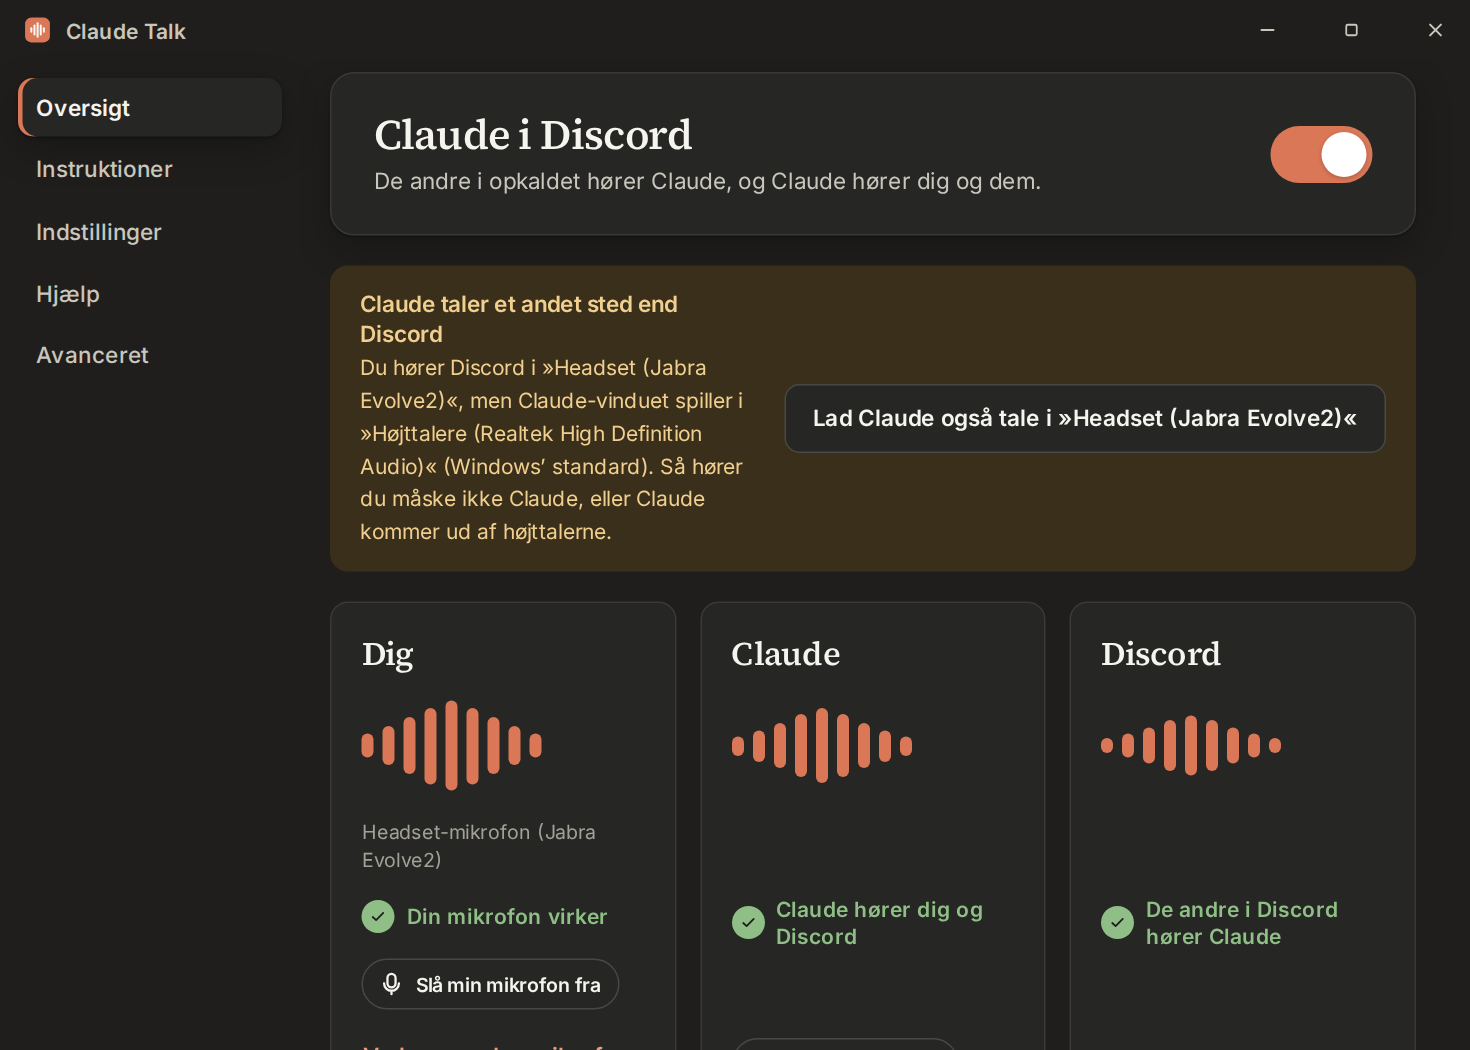 Claude Talk
Oversigt
Instruktioner
Indstillinger
Hjælp
Avanceret
Claude i Discord
De andre i opkaldet hører Claude, og Claude hører dig og dem.
Claude taler et andet sted end
Discord
Du hører Discord i »Headset (Jabra
Evolve2)«, men Claude-vinduet spiller i
»Højttalere (Realtek High Definition
Audio)« (Windows’ standard). Så hører
du måske ikke Claude, eller Claude
kommer ud af højttalerne.
Lad Claude også tale i »Headset (Jabra Evolve2)«
Dig
Headset-mikrofon (Jabra
Evolve2)
Din mikrofon virker
Slå min mikrofon fra
Claude
Claude hører dig og
Discord
Discord
De andre i Discord
hører Claude